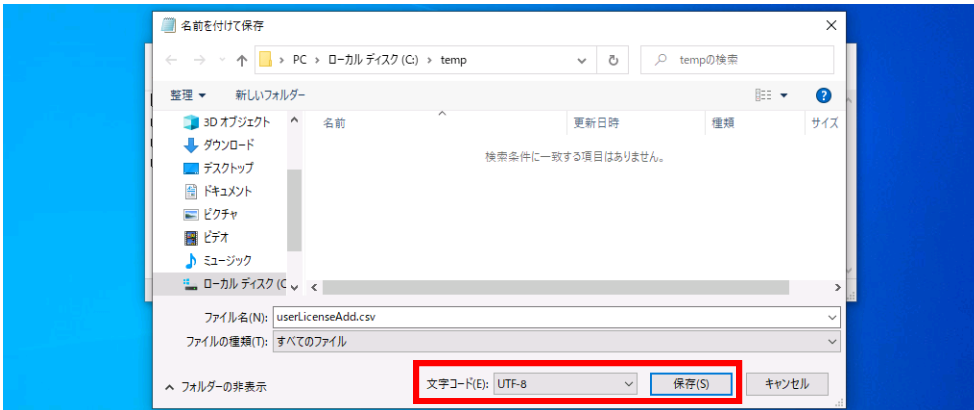 名前を付けて保存
PC > ローカル ディスク (C:) > temp
tempの検索
整理 新しいフォルダー
名前 更新日時 種類 サイズ
検索条件に一致する項目はありません。
3D オブジェクト
ダウンロード
デスクトップ
ドキュメント
ピクチャ
ビデオ
ミュージック
ローカル ディスク (C
ファイル名(N): userLicenseAdd.csv
ファイルの種類(T): すべてのファイル
フォルダーの非表示 文字コード(E): UTF-8 保存(S) キャンセル